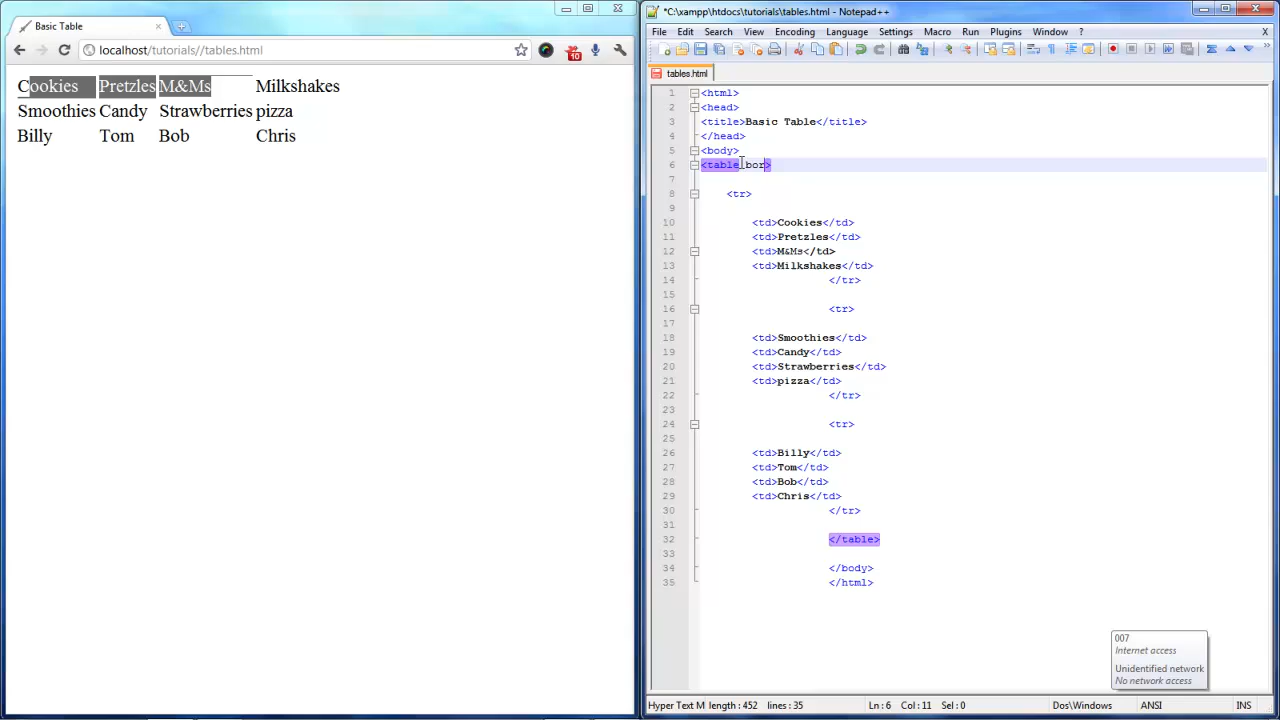 Basic Table
localhost/tutorials//tables.html
10
Cookies Pretzles M&Ms Milkshakes
Smoothies Candy Strawberries pizza
Billy Tom Bob Chris
*C:\xampp\htdocs\tutorials\tables.html - Notepad++
File Edit Search View Encoding Language Settings Macro Run Plugins Window ? X
tables.html
1 <html>
2 <head>
3 <title>Basic Table</title>
4 </head>
5 <body>
6 <table bor>
7
8 <tr>
9
10 <td>Cookies</td>
11 <td>Pretzles</td>
12 <td>M&Ms</td>
13 <td>Milkshakes</td>
14 </tr>
15
16 <tr>
17
18 <td>Smoothies</td>
19 <td>Candy</td>
20 <td>Strawberries</td>
21 <td>pizza</td>
22 </tr>
23
24 <tr>
25
26 <td>Billy</td>
27 <td>Tom</td>
28 <td>Bob</td>
29 <td>Chris</td>
30 </tr>
31
32 </table>
33
34 </body>
35 </html>
007
Internet access
Unidentified network
No network access
Hyper Text M length : 452 lines : 35 Ln : 6 Col : 11 Sel : 0 Dos\Windows ANSI INS